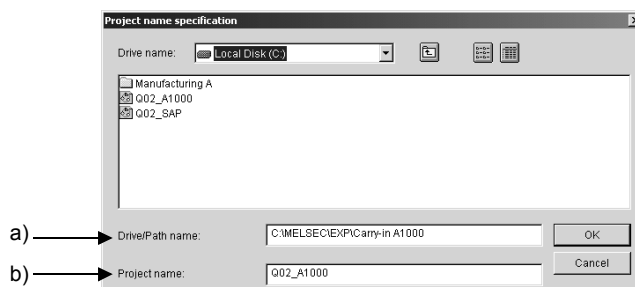 Project name specification
Drive name: Local Disk (C:)
Manufacturing A
Q02_A1000
Q02_SAP
a) Drive/Path name: C:\MELSEC\EXP\Carry-in A1000 OK
Cancel
b) Project name: Q02_A1000